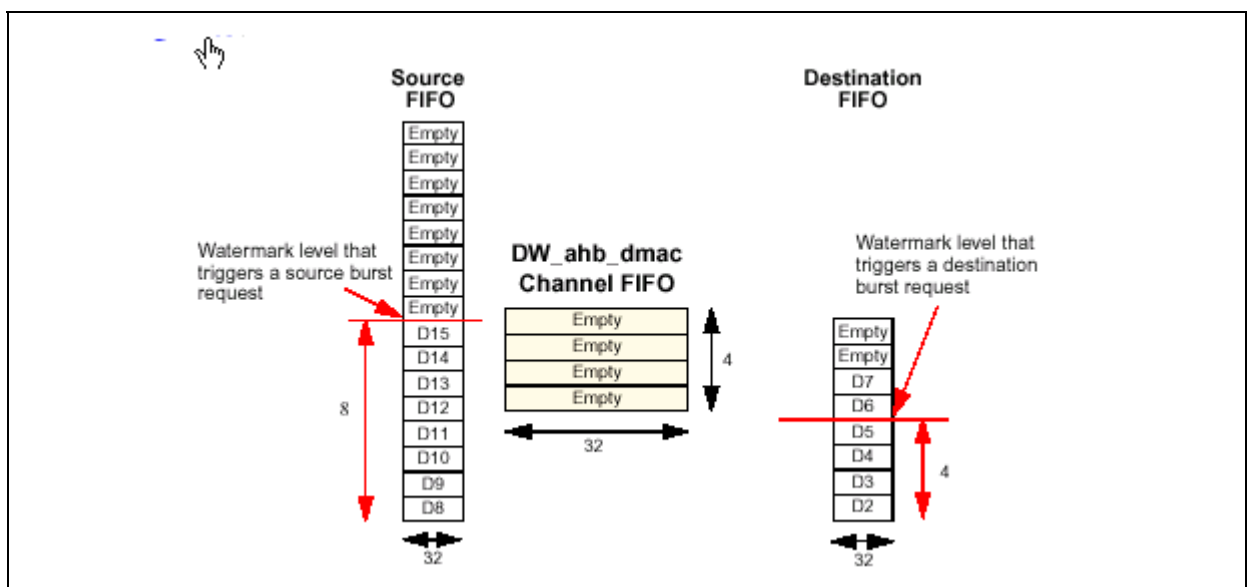 Source
FIFO
Empty
Empty
Empty
Empty
Empty
Empty
Empty
Empty
D15
D14
D13
D12
D11
D10
D9
D8
32
Watermark level that
triggers a source burst
request
8
DW_ahb_dmac
Channel FIFO
Empty
Empty
Empty
Empty
4
32
Destination
FIFO
Watermark level that
triggers a destination
burst request
Empty
Empty
D7
D6
D5
D4
D3
D2
4
32